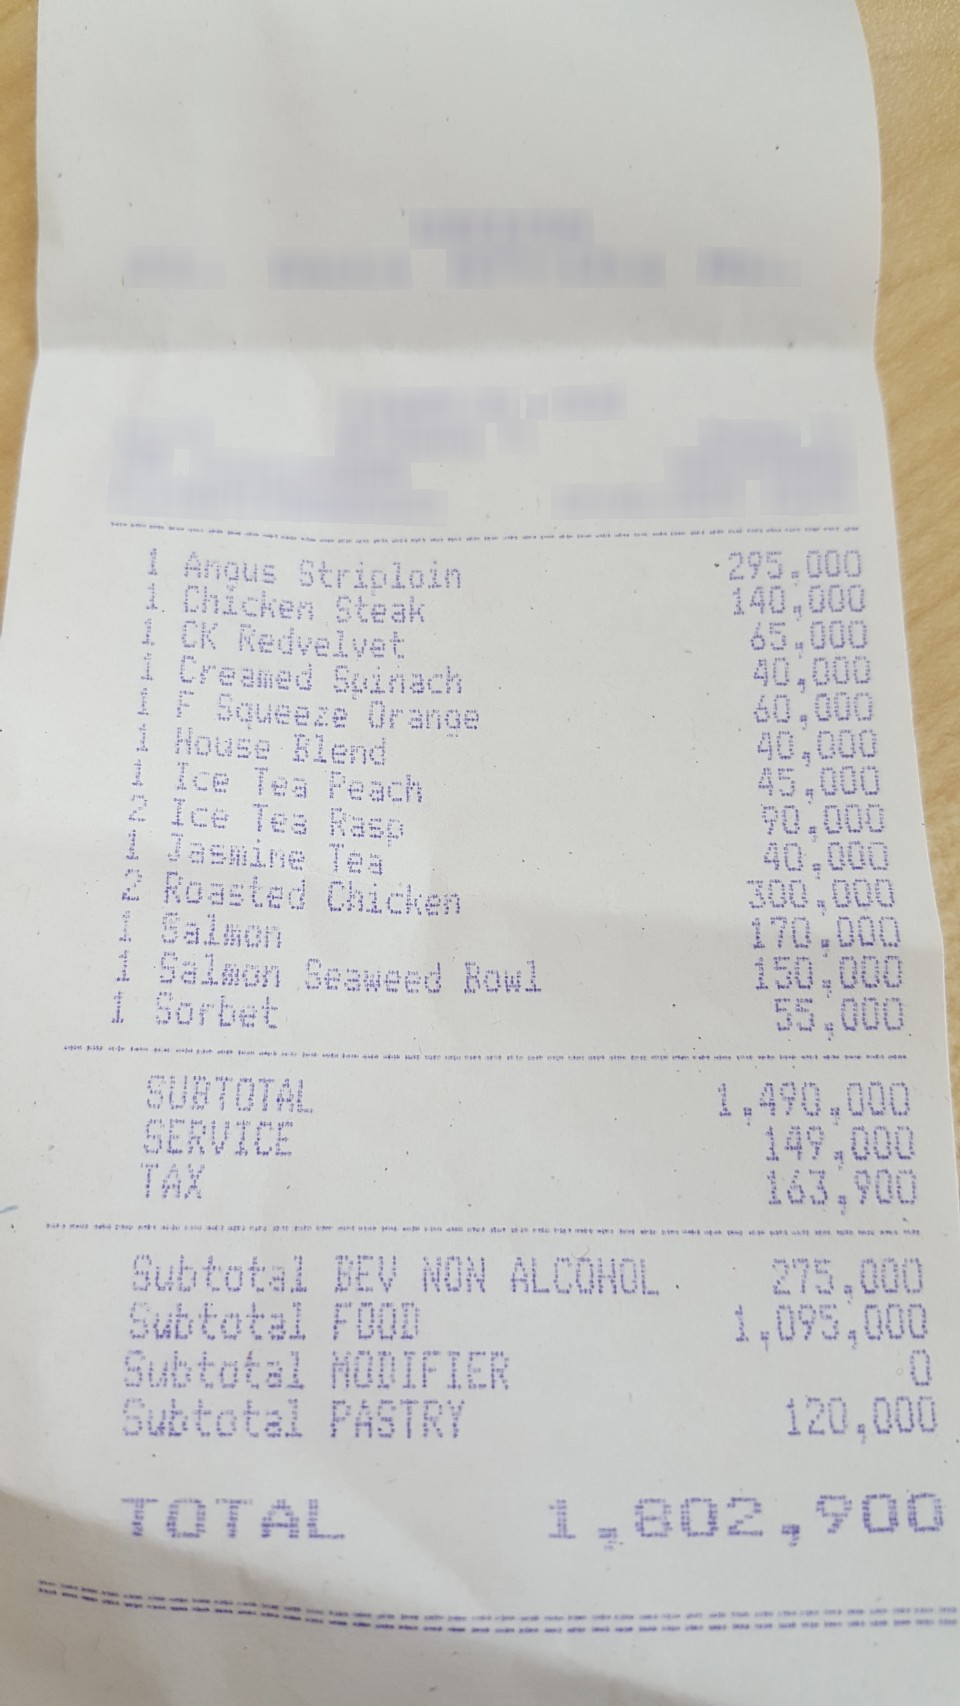 1 Angus Striploin 295,000
1 Chicken Steak 140,000
1 CK Redvelvet 65,000
1 Creamed Spinach 40,000
1 F Squeeze Orange 60,000
1 House Blend 40,000
1 Ice Tea Peach 45,000
2 Ice Tea Rasp 90,000
1 Jasmine Tea 40,000
2 Roasted Chicken 300,000
1 Salmon 170,000
1 Salmon Seaweed Bowl 150,000
1 Sorbet 55,000
SUBTOTAL 1,490,000
SERVICE 149,000
TAX 163,900
Subtotal BEV NON ALCOHOL 275,000
Subtotal FOOD 1,095,000
Subtotal MODIFIER 0
Subtotal PASTRY 120,000
TOTAL 1,802,900